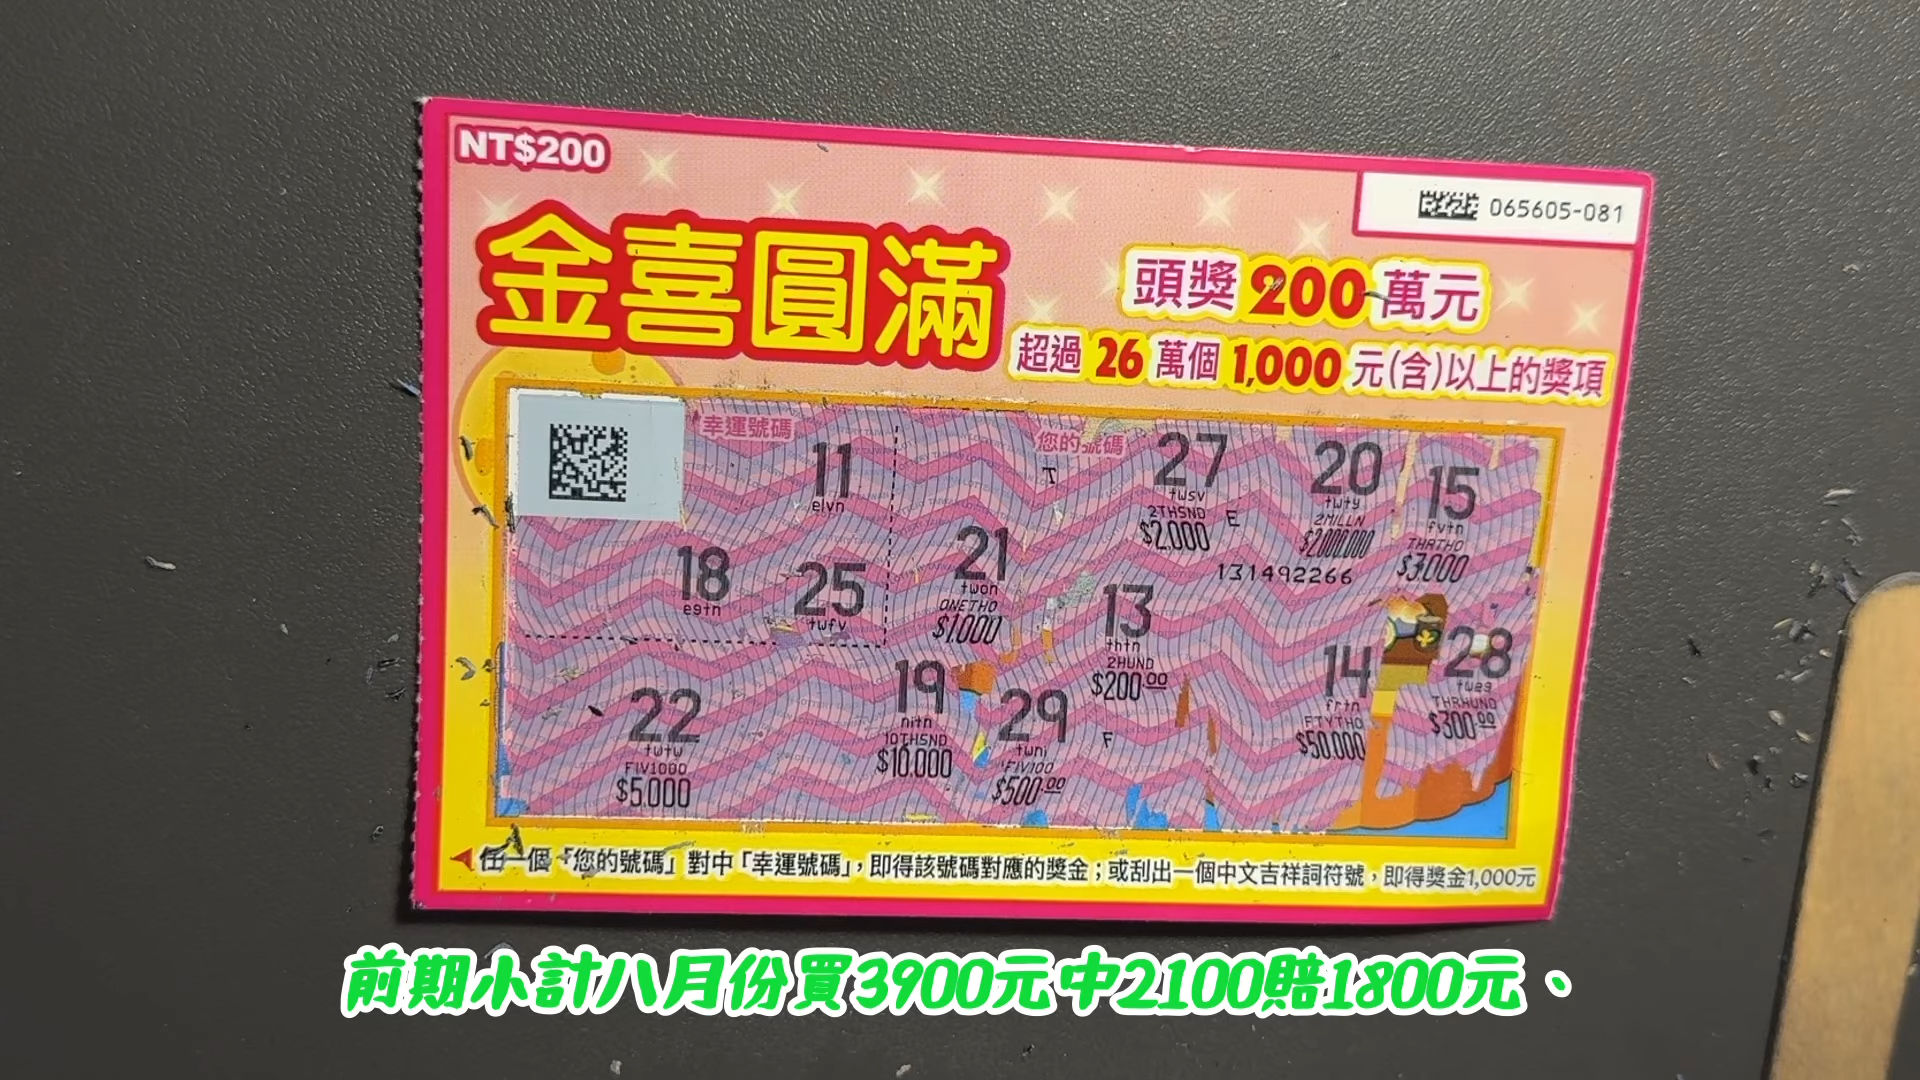 NT$200
065605-081
金喜圓滿
頭獎200萬元
超過26萬個1,000元(含)以上的獎項
幸運號碼
11
elvn
18
egtn
25
twfv
您的號碼
T
27
twsv
2THSND
$2,000
E
20
twty
2MILLN
$2,000,000
15
fvtn
THRTHO
$3,000
21
twon
ONETHO
$1,000
131492266
13
thtn
2HUND
$200.00
14
frtn
FTYTHO
$50,000
28
tweg
THRHUND
$300.00
22
twtw
FIV1000
$5,000
19
nitn
10THSND
$10,000
29
twni
FIV100
$500.00
F
任一個「您的號碼」對中「幸運號碼」,即得該號碼對應的獎金;或刮出一個中文吉祥詞符號,即得獎金1,000元
前期小計八月份買3900元中2100賠1800元、